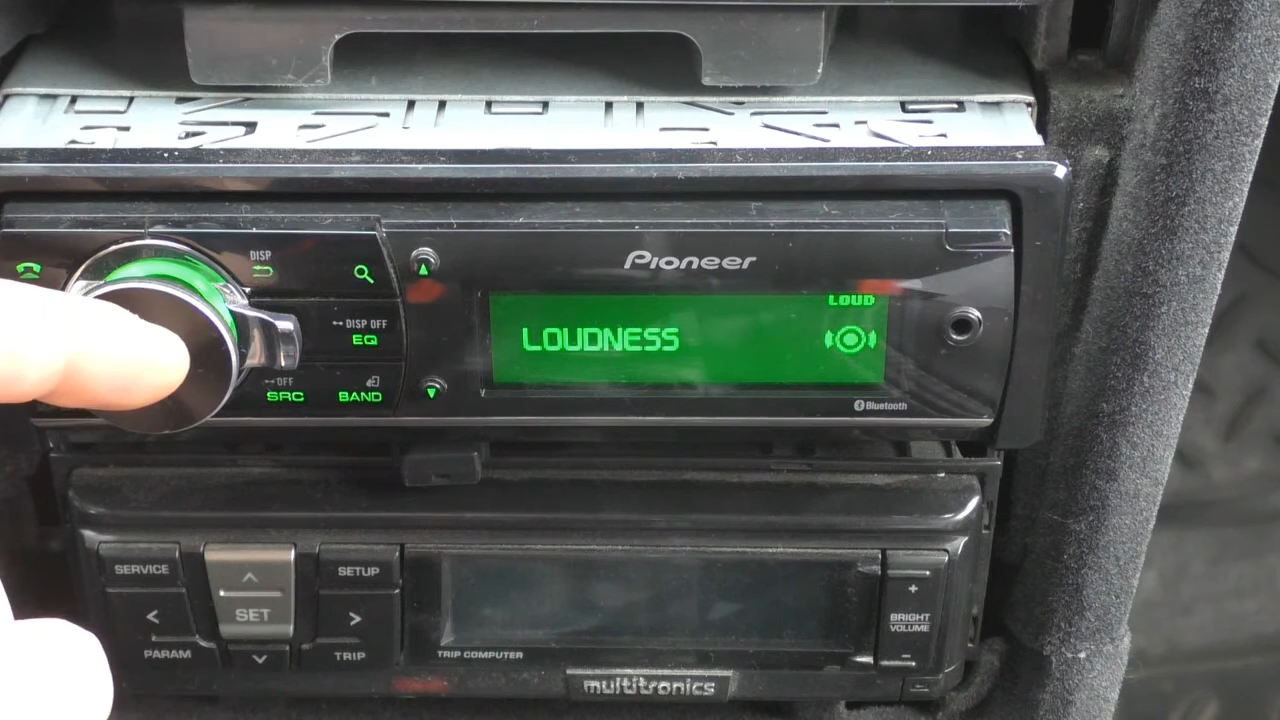 DISP
Pioneer
LOUD
LOUDNESS
DISP OFF
EQ
OFF
SRC
BAND
Bluetooth
SERVICE
SETUP
SET
+
BRIGHT
VOLUME
-
PARAM
TRIP
TRIP COMPUTER
multitronics